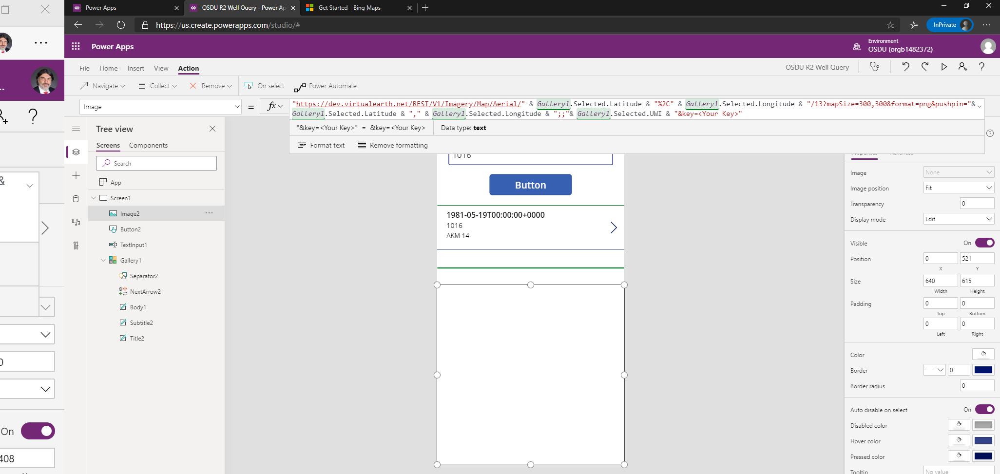 Power Apps
OSDU R2 Well Query - Power Ap
Get Started - Bing Maps
https://us.create.powerapps.com/studio/#
InPrivate
Power Apps
Environment
OSDU (orgb1482372)
File Home Insert View Action
OSDU R2 Well Query
Navigate Collect Remove On select Power Automate
Image = fx
"https://dev.virtualearth.net/REST/V1/Imagery/Map/Aerial/" & Gallery1.Selected.Latitude & "%2C" & Gallery1.Selected.Longitude & "/13?mapSize=300,300&format=png&pushpin="&
Gallery1.Selected.Latitude & "," & Gallery1.Selected.Longitude & ";;"& Gallery1.Selected.UWI & "&key=<Your Key>"
"&key=<Your Key>" = &key=<Your Key>
Data type: text
Format text
Remove formatting
Tree view
Screens Components
Search
App
Screen1
Image2
Button2
TextInput1
Gallery1
Separator2
NextArrow2
Body1
Subtitle2
Title2
1016
Button
1981-05-19T00:00:00+0000
1016
AKM-14
Properties Advanced
Image None
Image position Fit
Transparency 0
Display mode Edit
Visible On
Position 0 521
X Y
Size 640 615
Width Height
Padding 0 0
Top Bottom
0 0
Left Right
Color
Border 0
Border radius 0
Auto disable on select On
Disabled color
Hover color
Pressed color
Tooltip No value
&
0
On
408